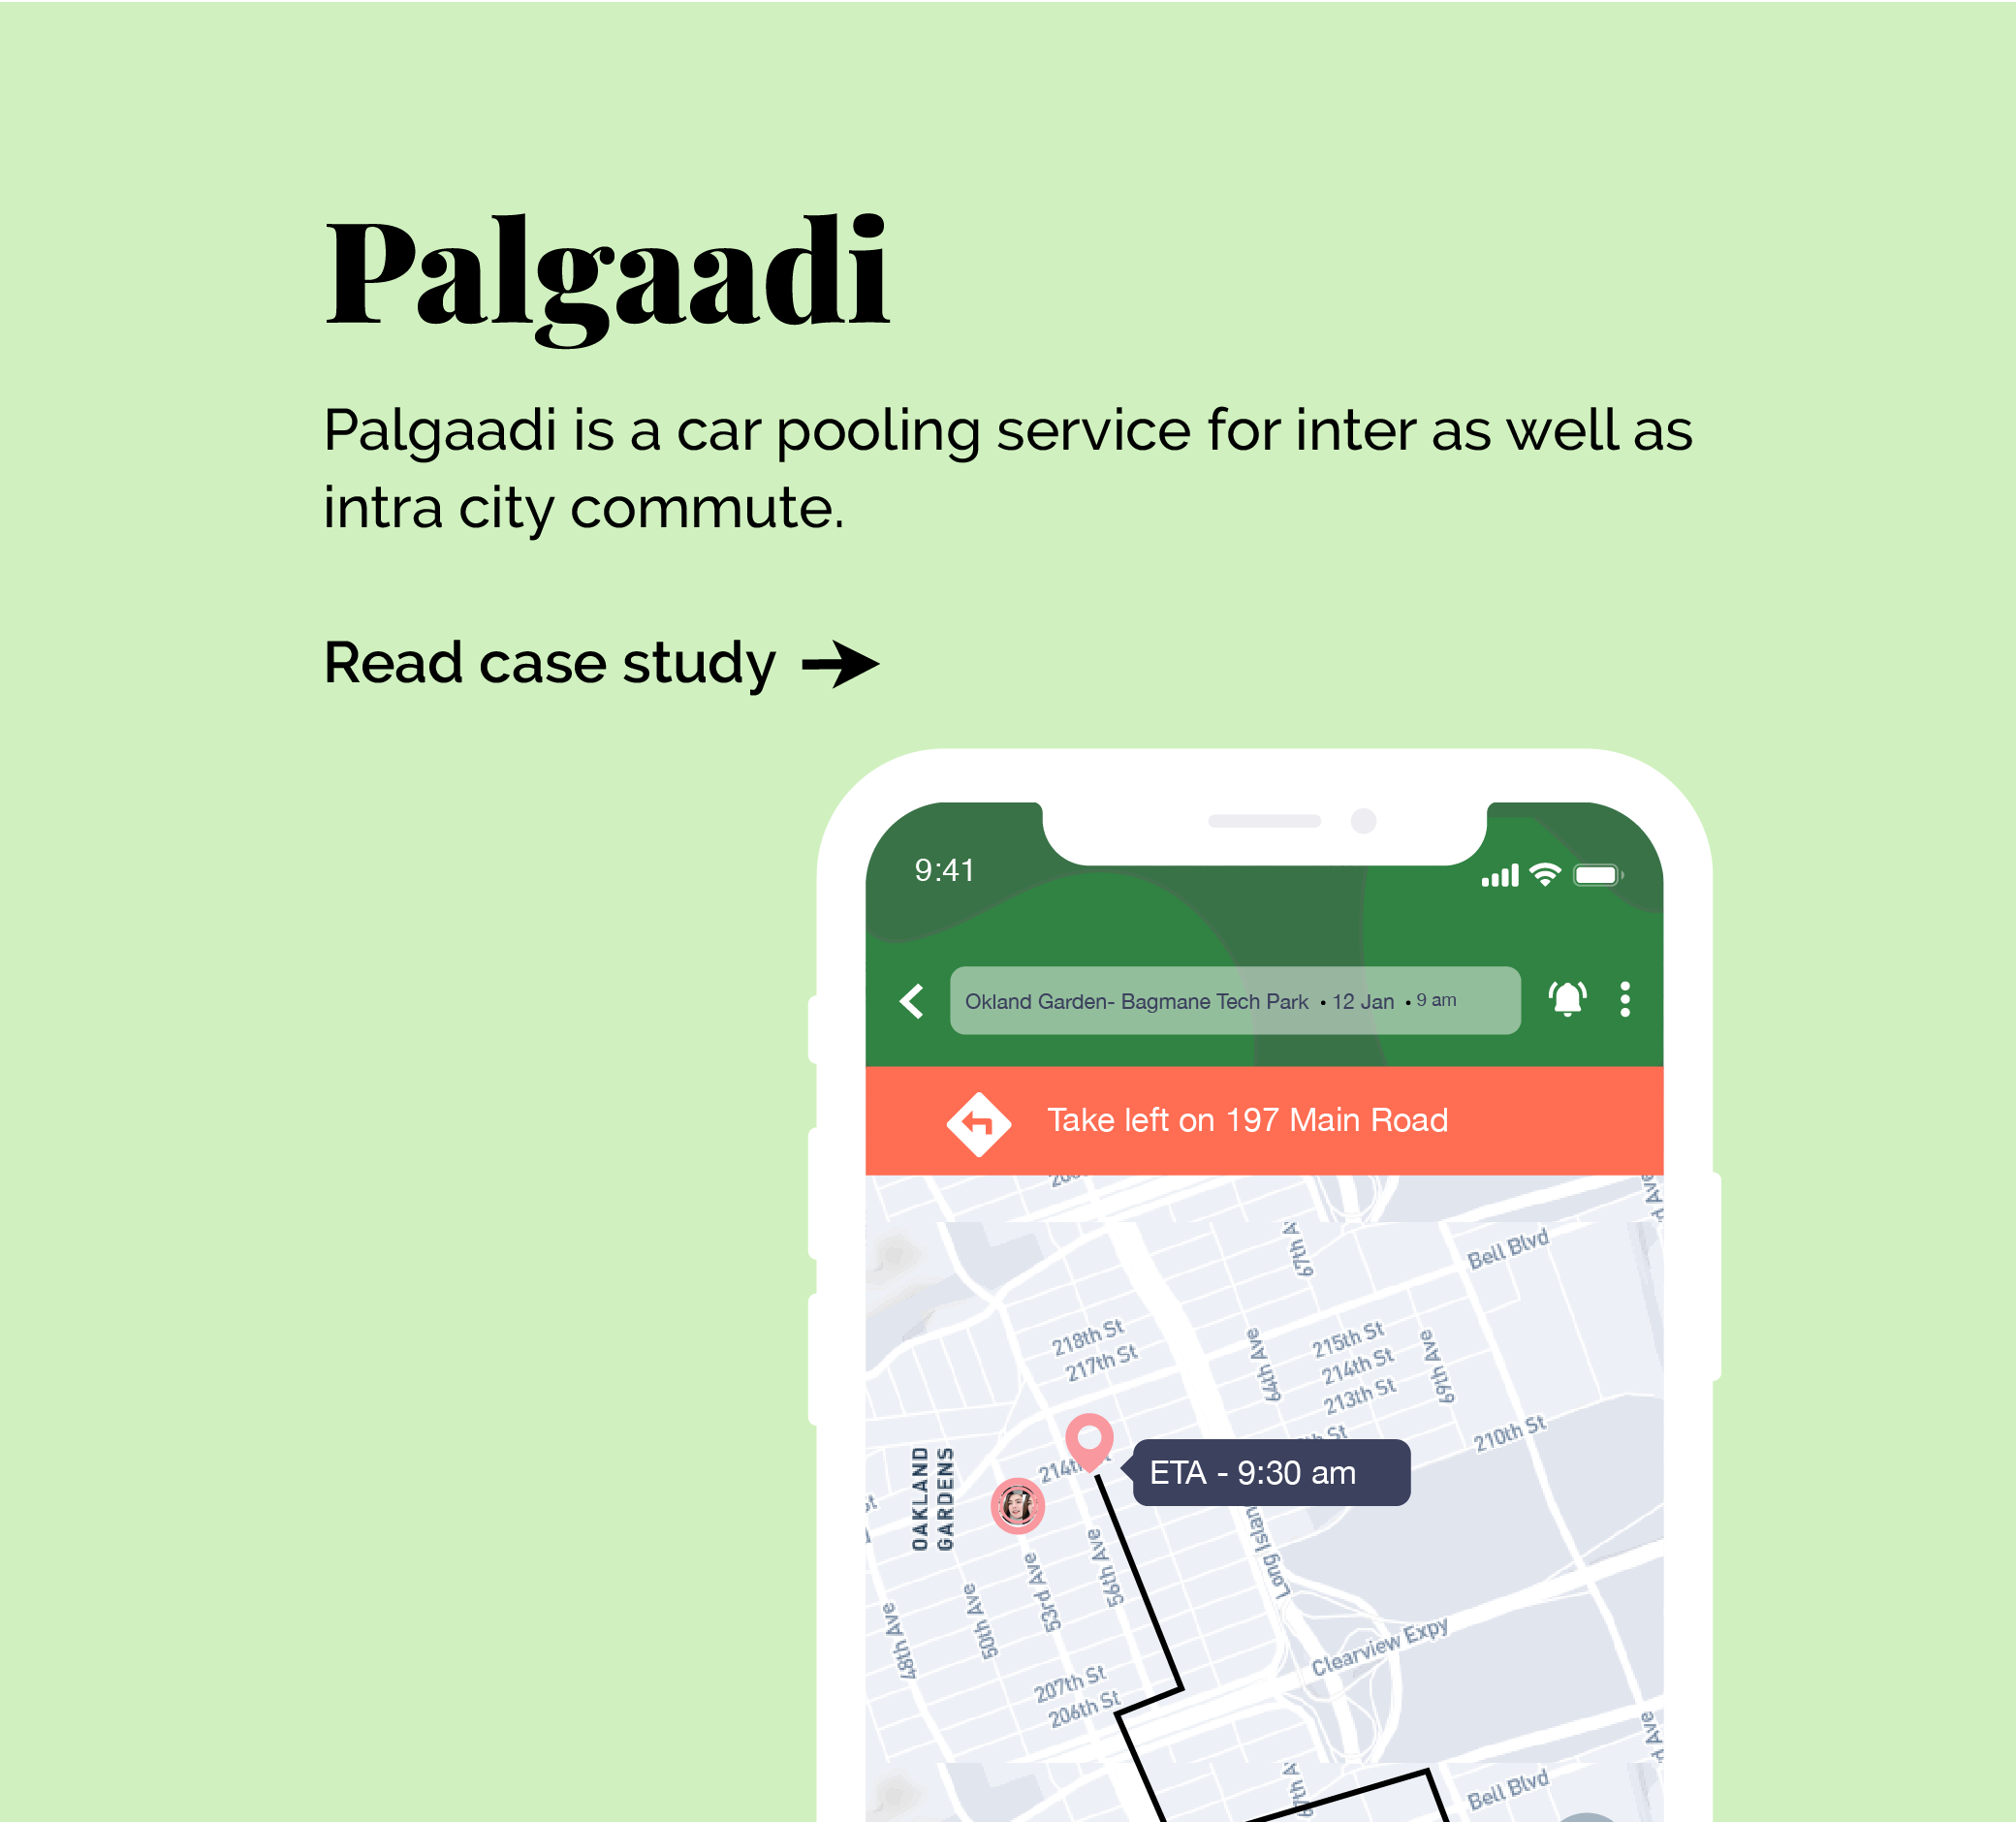 Palgaadi
Palgaadi is a car pooling service for inter as well as
intra city commute.
Read case study
9:41
Okland Garden- Bagmane Tech Park • 12 Jan • 9 am
Take left on 197 Main Road
67th A
Bell Blvd
218th St
217th St
64th Ave
215th St
214th St
213th St
69th Ave
St
210th St
214th
ETA - 9:30 am
OAKLAND
GARDENS
Long Islan
56th Ave
53rd Ave
50th Ave
48th Ave
Clearview Expy
207th St
206th St
Ave
67th A
Bell Blvd